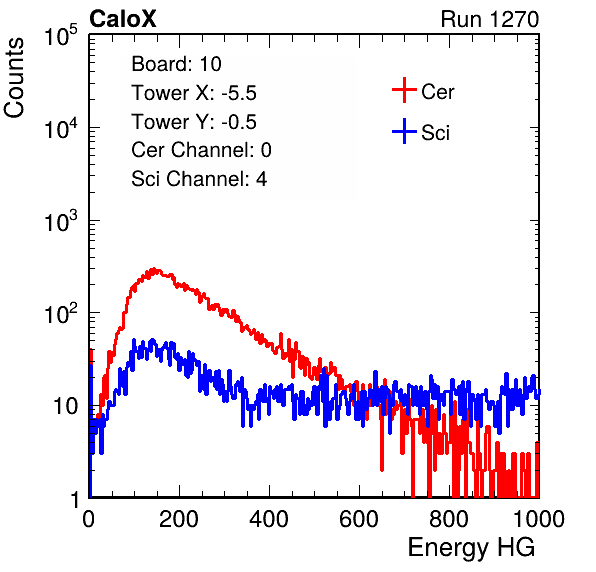 CaloX Run 1270
Counts
10^5
10^4
10^3
10^2
10
1
Board: 10
Tower X: -5.5
Tower Y: -0.5
Cer Channel: 0
Sci Channel: 4
Cer
Sci
0 200 400 600 800 1000
Energy HG